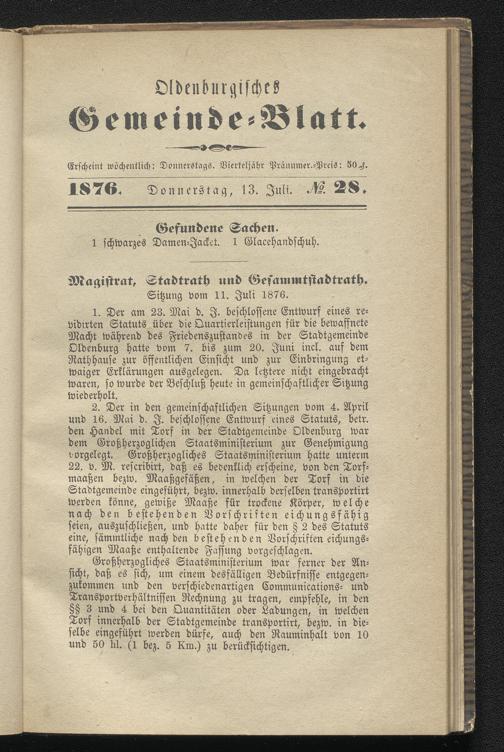 Oldenburgisches
Gemeinde-Blatt.
Erscheint wöchentlich: Donnerstags. Vierteljähr Pränumer.-Preis: 50 ₰.
1876. Donnerstag, 13. Juli. № 28.
Gefundene Sachen.
1 schwarzes Damen-Jacket. 1 Glacehandschuh.
Magistrat, Stadtrath und Gesammtstadtrath.
Sitzung vom 11. Juli 1876.
1. Der am 23. Mai d. J. beschlossene Entwurf eines re-
vidirten Statuts über die Quartierleistungen für die bewaffnete
Macht während des Friedenszustandes in der Stadtgemeinde
Oldenburg hatte vom 7. bis zum 20. Juni incl. auf dem
Rathhause zur öffentlichen Einsicht und zur Einbringung et-
waiger Erklärungen ausgelegen. Da letztere nicht eingebracht
waren, so wurde der Beschluß heute in gemeinschaftlicher Sitzung
wiederholt.
2. Der in den gemeinschaftlichen Sitzungen vom 4. April
und 16. Mai d. J. beschlossene Entwurf eines Statuts, betr.
den Handel mit Torf in der Stadtgemeinde Oldenburg war
dem Großherzoglichen Staatsministerium zur Genehmigung
vorgelegt. Großherzogliches Staatsministerium hatte unterm
22. v. M. rescribirt, daß es bedenklich erscheine, von den Torf-
maaßen bezw. Maaßgefäßen, in welchen der Torf in die
Stadtgemeinde eingeführt, bezw. innerhalb derselben transportirt
werden könne, gewisse Maaße für trockene Körper, welche
nach den bestehenden Vorschriften eichungsfähig
seien, auszuschließen, und hatte daher für den § 2 des Statuts
eine, sämmtliche nach den bestehenden Vorschriften eichungs-
fähigen Maaße enthaltende Fassung vorgeschlagen.
Großherzogliches Staatsministerium war ferner der An-
sicht, daß es sich, um einem desfälligen Bedürfnisse entgegen-
zukommen und den verschiedenartigen Communications- und
Transportverhältnissen Rechnung zu tragen, empfehle, in den
§§ 3 und 4 bei den Quantitäten oder Ladungen, in welchen
Torf innerhalb der Stadtgemeinde transportirt, bezw. in die-
selbe eingeführt werden dürfe, auch den Rauminhalt von 10
und 50 hl. (1 bez. 5 Km.) zu berücksichtigen.